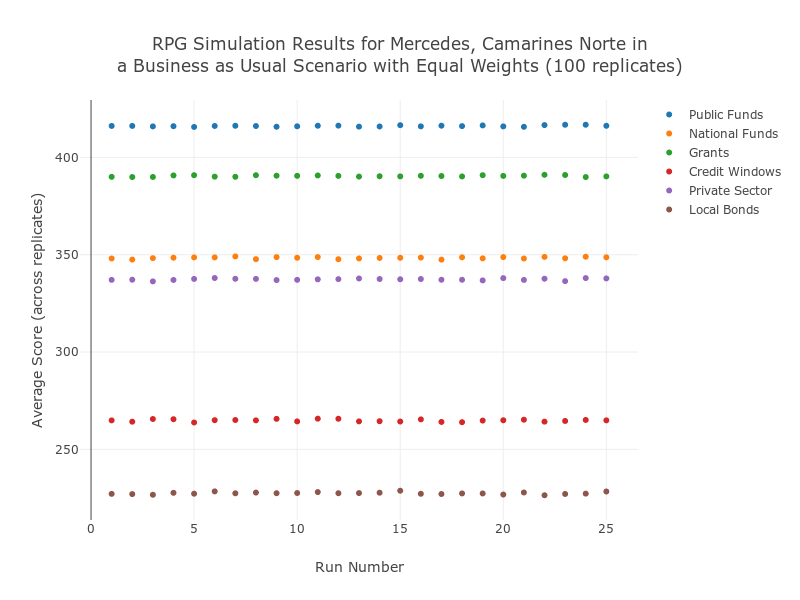 RPG Simulation Results for Mercedes, Camarines Norte in
a Business as Usual Scenario with Equal Weights (100 replicates)
Public Funds
National Funds
Grants
Credit Windows
Private Sector
Local Bonds
Average Score (across replicates)
400
350
300
250
0
5
10
15
20
25
Run Number